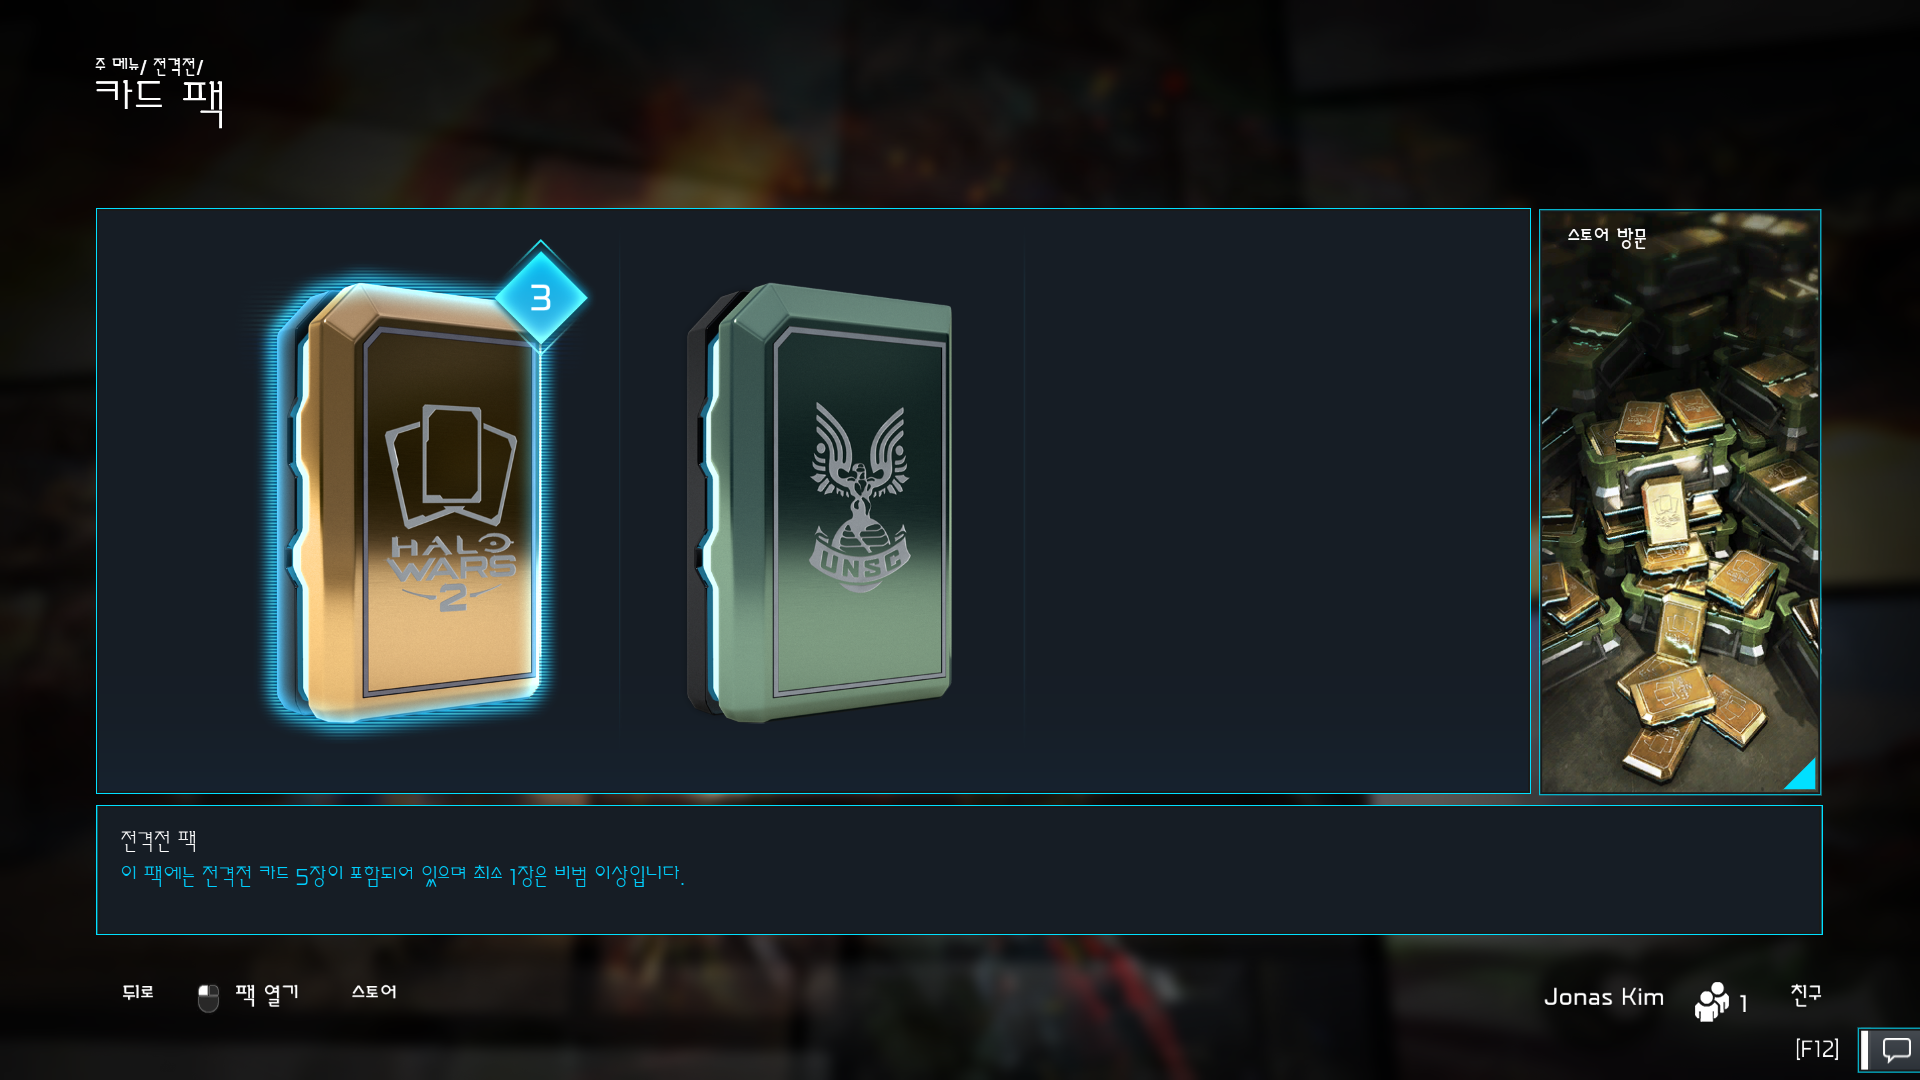 주 메뉴/ 전격전/
카드 팩
3
HALO
WARS
2
UNSC
스토어 방문
전격전 팩
이 팩에는 전격전 카드 5장이 포함되어 있으며 최소 1장은 비범 이상입니다.
뒤로
팩 열기
스토어
Jonas Kim
1
친구
[F12]